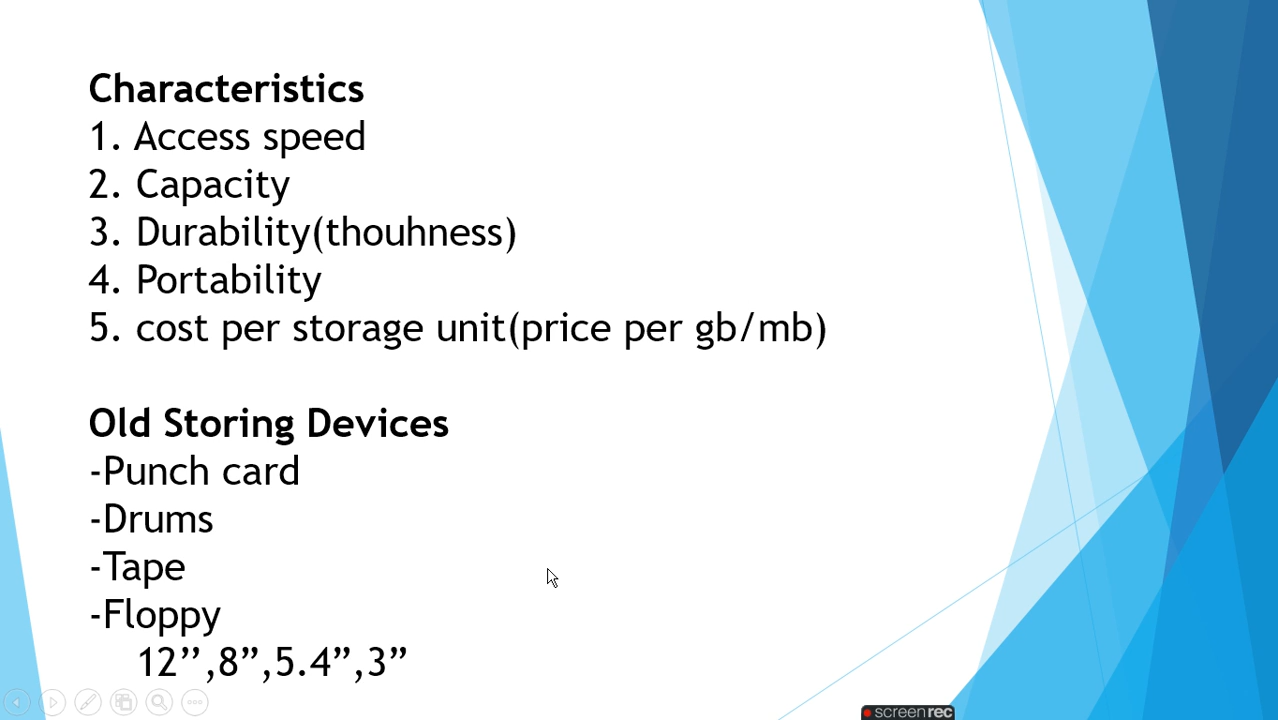 Characteristics
1. Access speed
2. Capacity
3. Durability(thouhness)
4. Portability
5. cost per storage unit(price per gb/mb)
Old Storing Devices
-Punch card
-Drums
-Tape
-Floppy
12’’,8”,5.4”,3”
screenrec